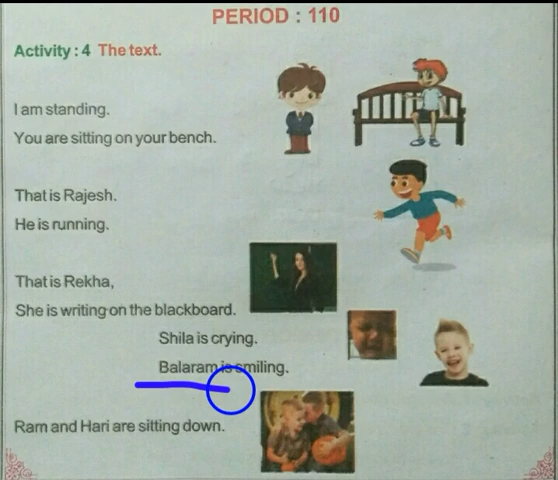 PERIOD : 110
Activity : 4 The text.
I am standing.
You are sitting on your bench.
That is Rajesh.
He is running.
That is Rekha,
She is writing on the blackboard.
Shila is crying.
Balaram is smiling.
Ram and Hari are sitting down.